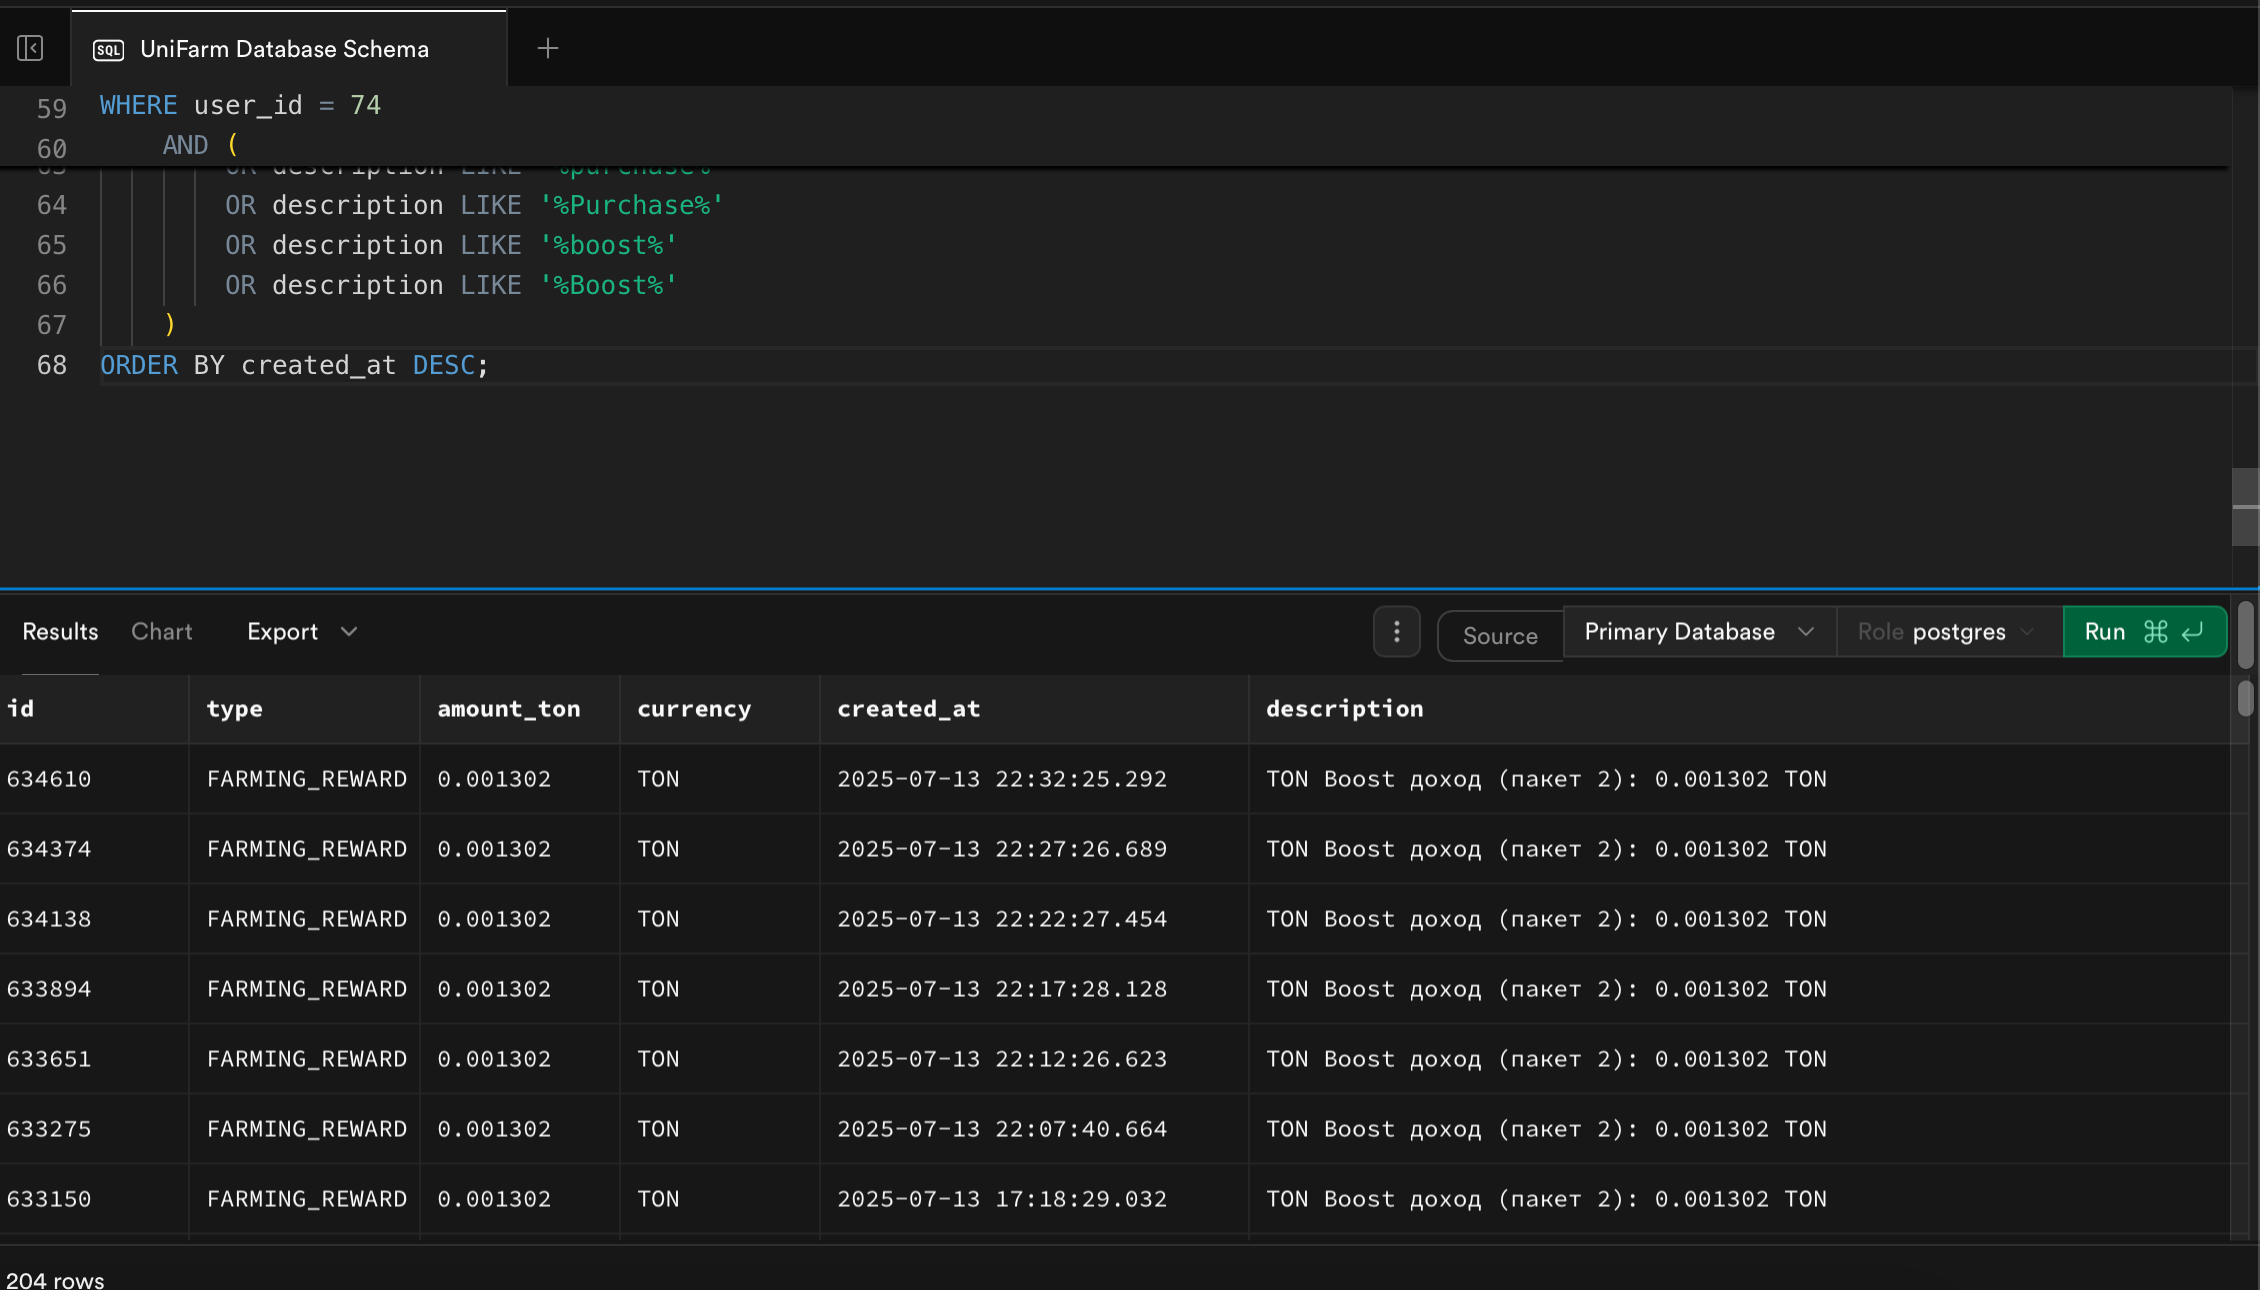 SQL UniFarm Database Schema
59 WHERE user_id = 74
60 AND (
63 OR description LIKE '%purchase%'
64 OR description LIKE '%Purchase%'
65 OR description LIKE '%boost%'
66 OR description LIKE '%Boost%'
67 )
68 ORDER BY created_at DESC;
Results Chart Export Source Primary Database Role postgres Run ⌘ ↵
id type amount_ton currency created_at description
634610 FARMING_REWARD 0.001302 TON 2025-07-13 22:32:25.292 TON Boost доход (пакет 2): 0.001302 TON
634374 FARMING_REWARD 0.001302 TON 2025-07-13 22:27:26.689 TON Boost доход (пакет 2): 0.001302 TON
634138 FARMING_REWARD 0.001302 TON 2025-07-13 22:22:27.454 TON Boost доход (пакет 2): 0.001302 TON
633894 FARMING_REWARD 0.001302 TON 2025-07-13 22:17:28.128 TON Boost доход (пакет 2): 0.001302 TON
633651 FARMING_REWARD 0.001302 TON 2025-07-13 22:12:26.623 TON Boost доход (пакет 2): 0.001302 TON
633275 FARMING_REWARD 0.001302 TON 2025-07-13 22:07:40.664 TON Boost доход (пакет 2): 0.001302 TON
633150 FARMING_REWARD 0.001302 TON 2025-07-13 17:18:29.032 TON Boost доход (пакет 2): 0.001302 TON
204 rows